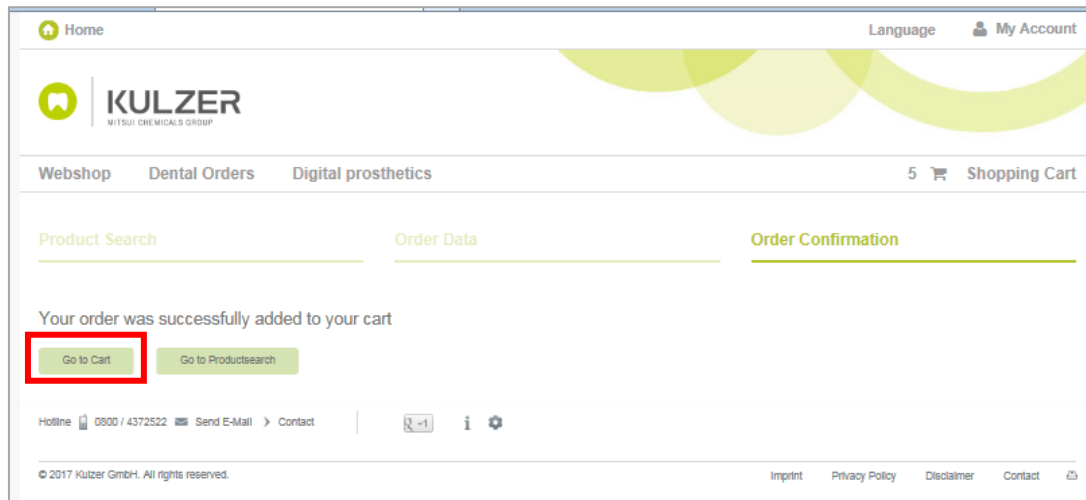 Home Language My Account
KULZER
MITSUI CHEMICALS GROUP
Webshop Dental Orders Digital prosthetics 5 Shopping Cart
Product Search Order Data Order Confirmation
Your order was successfully added to your cart
Go to Cart Go to Productsearch
Hotline 0800 / 4372522 Send E-Mail Contact +1 i
© 2017 Kulzer GmbH. All rights reserved. Imprint Privacy Policy Disclaimer Contact